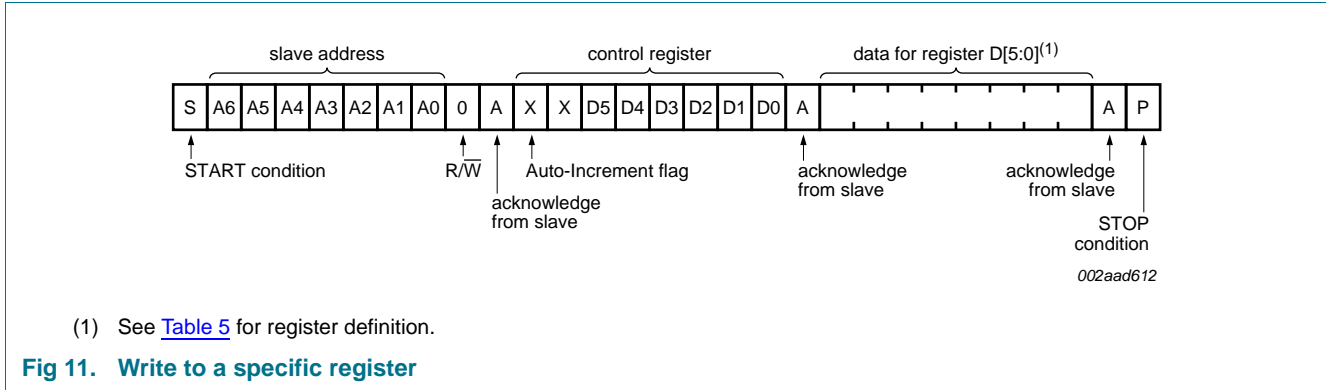 slave address control register data for register D[5:0](1)
S A6 A5 A4 A3 A2 A1 A0 0 A X X D5 D4 D3 D2 D1 D0 A A P
START condition R/W̅ Auto-Increment flag acknowledge acknowledge
from slave from slave
acknowledge
from slave
STOP
condition
002aad612
(1) See Table 5 for register definition.
Fig 11. Write to a specific register